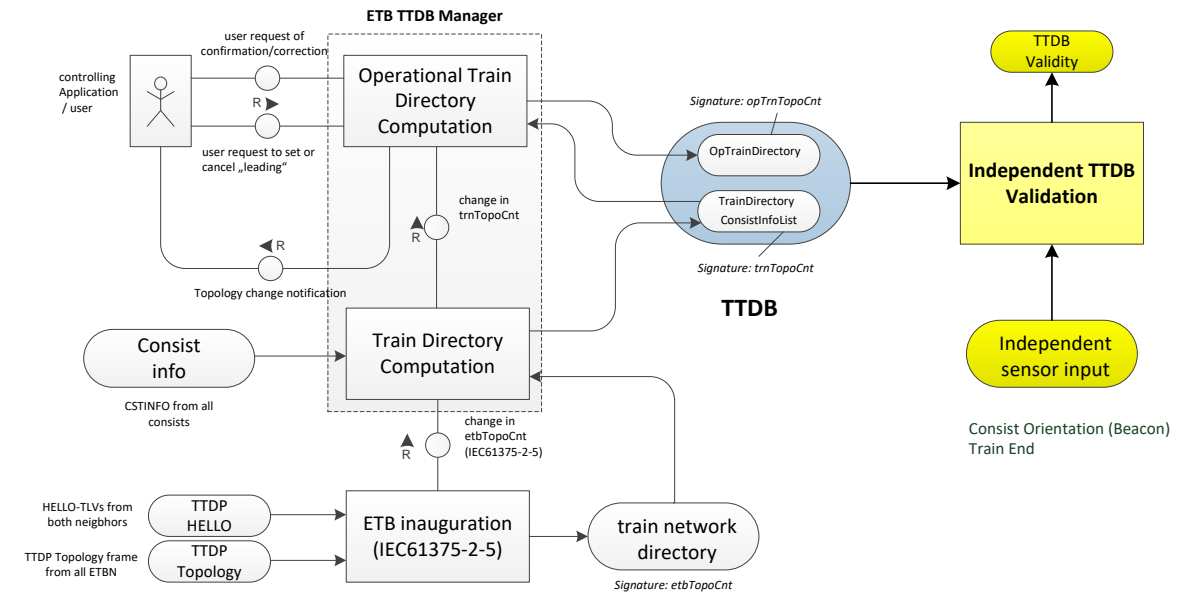 ETB TTDB Manager
user request of
confirmation/correction
controlling
Application
/ user
R
user request to set or
cancel „leading“
Operational Train
Directory
Computation
change in
trnTopoCnt
R
R
Topology change notification
Signature: opTrnTopoCnt
OpTrainDirectory
TrainDirectory
ConsistInfoList
Signature: trnTopoCnt
TTDB
TTDB
Validity
Independent TTDB
Validation
Independent
sensor input
Consist Orientation (Beacon)
Train End
Consist
info
CSTINFO from all
consists
Train Directory
Computation
change in
etbTopoCnt
(IEC61375-2-5)
R
HELLO-TLVs from
both neigbhors
TTDP
HELLO
TTDP Topology frame
from all ETBN
TTDP
Topology
ETB inauguration
(IEC61375-2-5)
train network
directory
Signature: etbTopoCnt